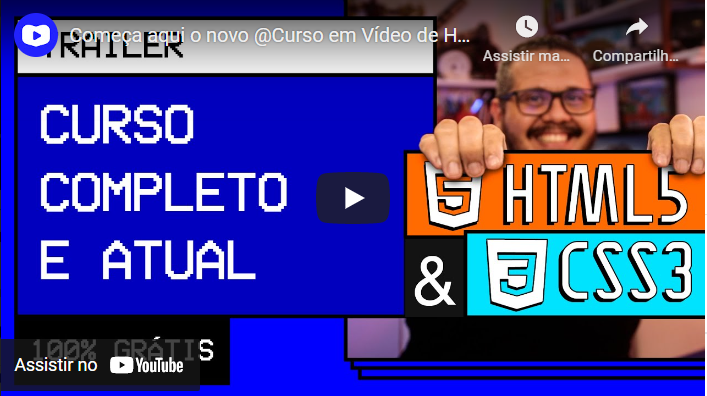 Começa aqui o novo @Curso em Vídeo de H...
TRAILER
Assistir ma...
Compartilh...
CURSO
COMPLETO
E ATUAL
HTML5
& CSS3
100% GRÁTIS
Assistir no YouTube